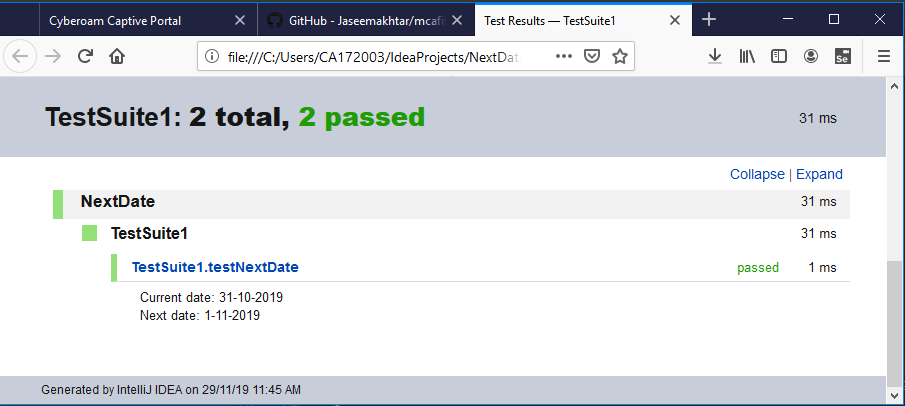 Cyberoam Captive Portal
GitHub - Jaseemakhtar/mcafi
Test Results — TestSuite1
file:///C:/Users/CA172003/IdeaProjects/NextDat
Se
TestSuite1: 2 total, 2 passed
31 ms
Collapse | Expand
NextDate 31 ms
TestSuite1 31 ms
TestSuite1.testNextDate passed 1 ms
Current date: 31-10-2019
Next date: 1-11-2019
Generated by IntelliJ IDEA on 29/11/19 11:45 AM